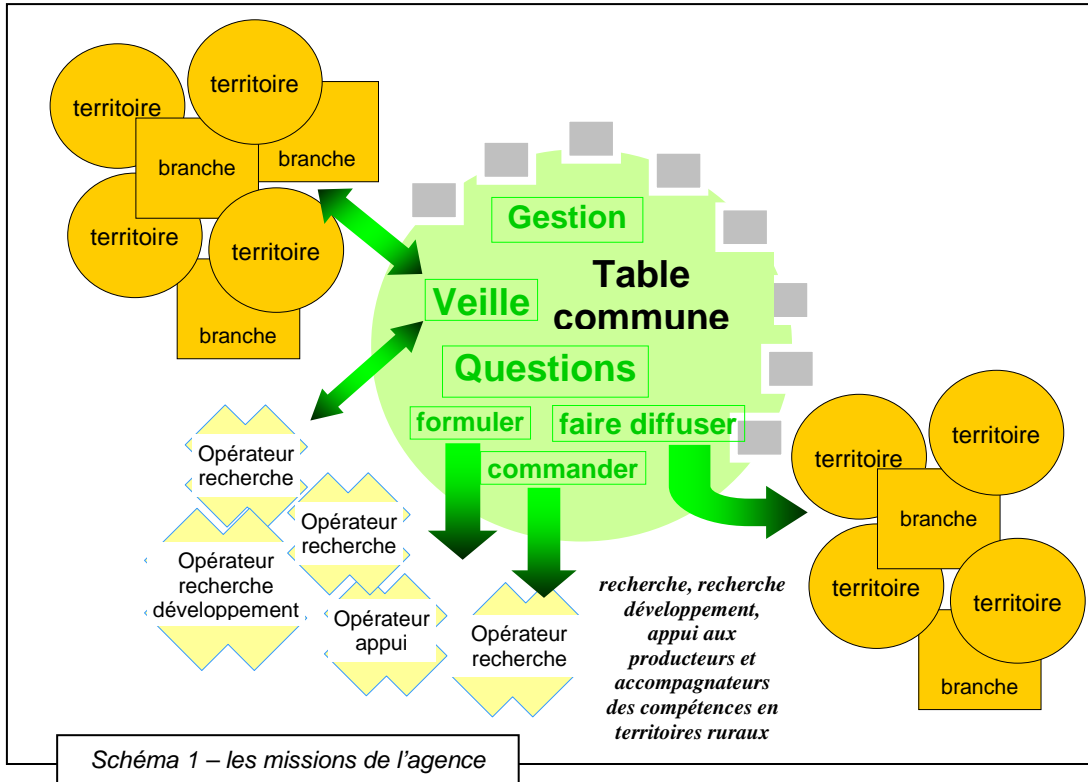 territoire
territoire
branche
branche
territoire
territoire
branche
Gestion
Table
commune
Veille
Questions
formuler
faire diffuser
commander
Opérateur
recherche
Opérateur
recherche
Opérateur
recherche
développement
Opérateur
appui
Opérateur
recherche
recherche, recherche
développement,
appui aux
producteurs et
accompagnateurs
des compétences en
territoires ruraux
territoire
territoire
branche
territoire
territoire
branche
Schéma 1 – les missions de l'agence